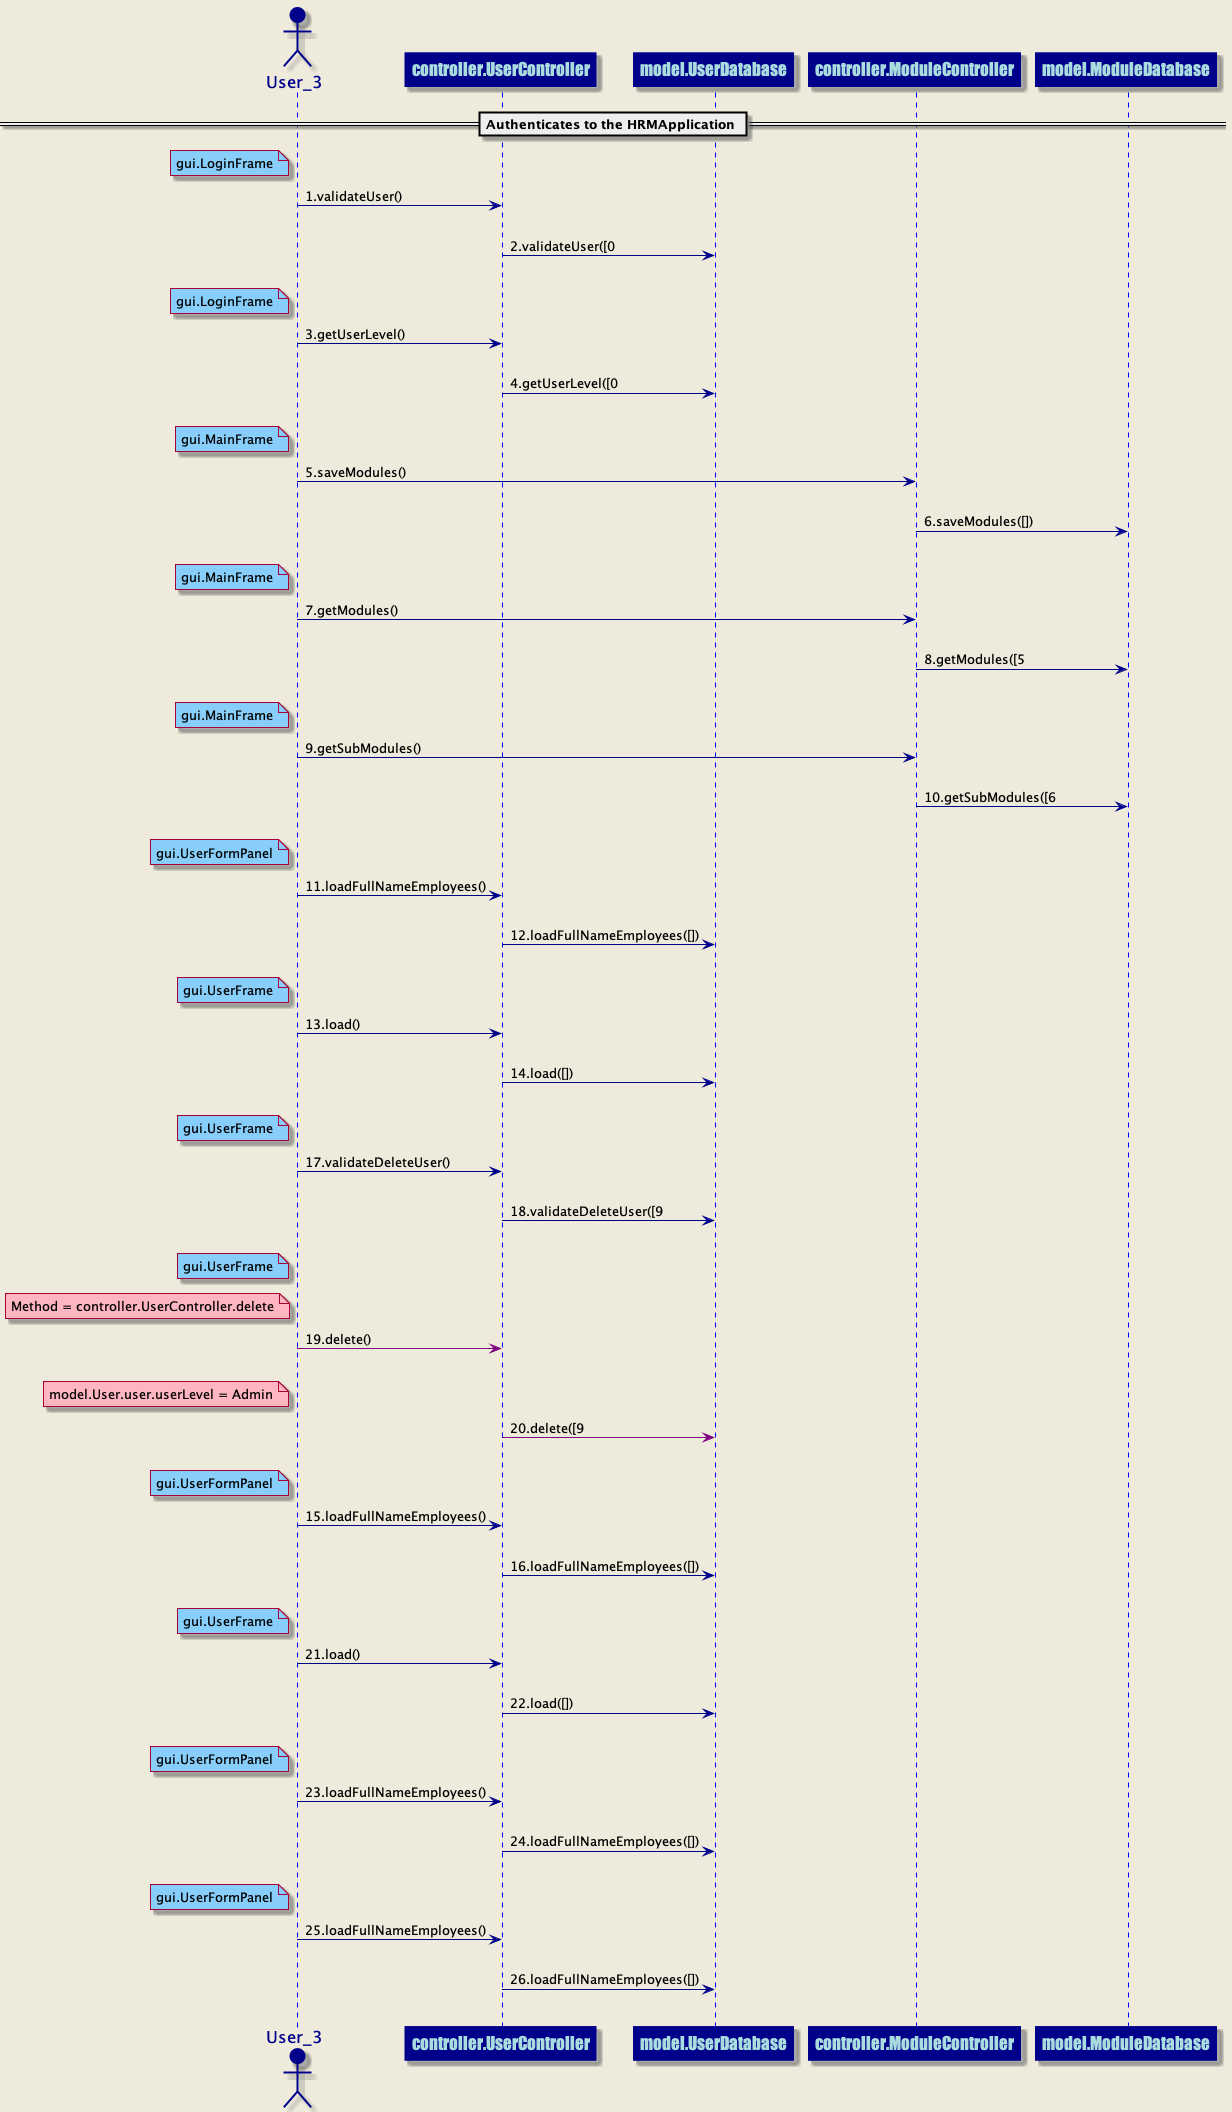 User_3
controller.UserController
model.UserDatabase
controller.ModuleController
model.ModuleDatabase
Authenticates to the HRMApplication
gui.LoginFrame
1.validateUser()
2.validateUser([0
gui.LoginFrame
3.getUserLevel()
4.getUserLevel([0
gui.MainFrame
5.saveModules()
6.saveModules([])
gui.MainFrame
7.getModules()
8.getModules([5
gui.MainFrame
9.getSubModules()
10.getSubModules([6
gui.UserFormPanel
11.loadFullNameEmployees()
12.loadFullNameEmployees([])
gui.UserFrame
13.load()
14.load([])
gui.UserFrame
17.validateDeleteUser()
18.validateDeleteUser([9
gui.UserFrame
Method = controller.UserController.delete
19.delete()
model.User.user.userLevel = Admin
20.delete([9
gui.UserFormPanel
15.loadFullNameEmployees()
16.loadFullNameEmployees([])
gui.UserFrame
21.load()
22.load([])
gui.UserFormPanel
23.loadFullNameEmployees()
24.loadFullNameEmployees([])
gui.UserFormPanel
25.loadFullNameEmployees()
26.loadFullNameEmployees([])
User_3
controller.UserController
model.UserDatabase
controller.ModuleController
model.ModuleDatabase